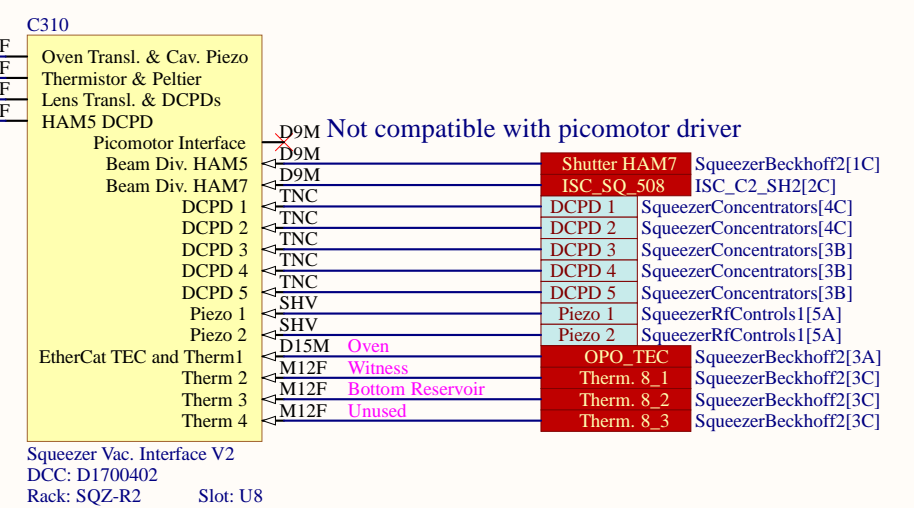 C310
F
Oven Transl. & Cav. Piezo
F
Thermistor & Peltier
F
Lens Transl. & DCPDs
F
HAM5 DCPD
Picomotor Interface D9M Not compatible with picomotor driver
Beam Div. HAM5 D9M Shutter HAM7 SqueezerBeckhoff2[1C]
Beam Div. HAM7 D9M ISC_SQ_508 ISC_C2_SH2[2C]
DCPD 1 TNC DCPD 1 SqueezerConcentrators[4C]
DCPD 2 TNC DCPD 2 SqueezerConcentrators[4C]
DCPD 3 TNC DCPD 3 SqueezerConcentrators[3B]
DCPD 4 TNC DCPD 4 SqueezerConcentrators[3B]
DCPD 5 TNC DCPD 5 SqueezerConcentrators[3B]
Piezo 1 SHV Piezo 1 SqueezerRfControls1[5A]
Piezo 2 SHV Piezo 2 SqueezerRfControls1[5A]
EtherCat TEC and Therm1 D15M Oven OPO_TEC SqueezerBeckhoff2[3A]
Therm 2 M12F Witness Therm. 8_1 SqueezerBeckhoff2[3C]
Therm 3 M12F Bottom Reservoir Therm. 8_2 SqueezerBeckhoff2[3C]
Therm 4 M12F Unused Therm. 8_3 SqueezerBeckhoff2[3C]
Squeezer Vac. Interface V2
DCC: D1700402
Rack: SQZ-R2 Slot: U8